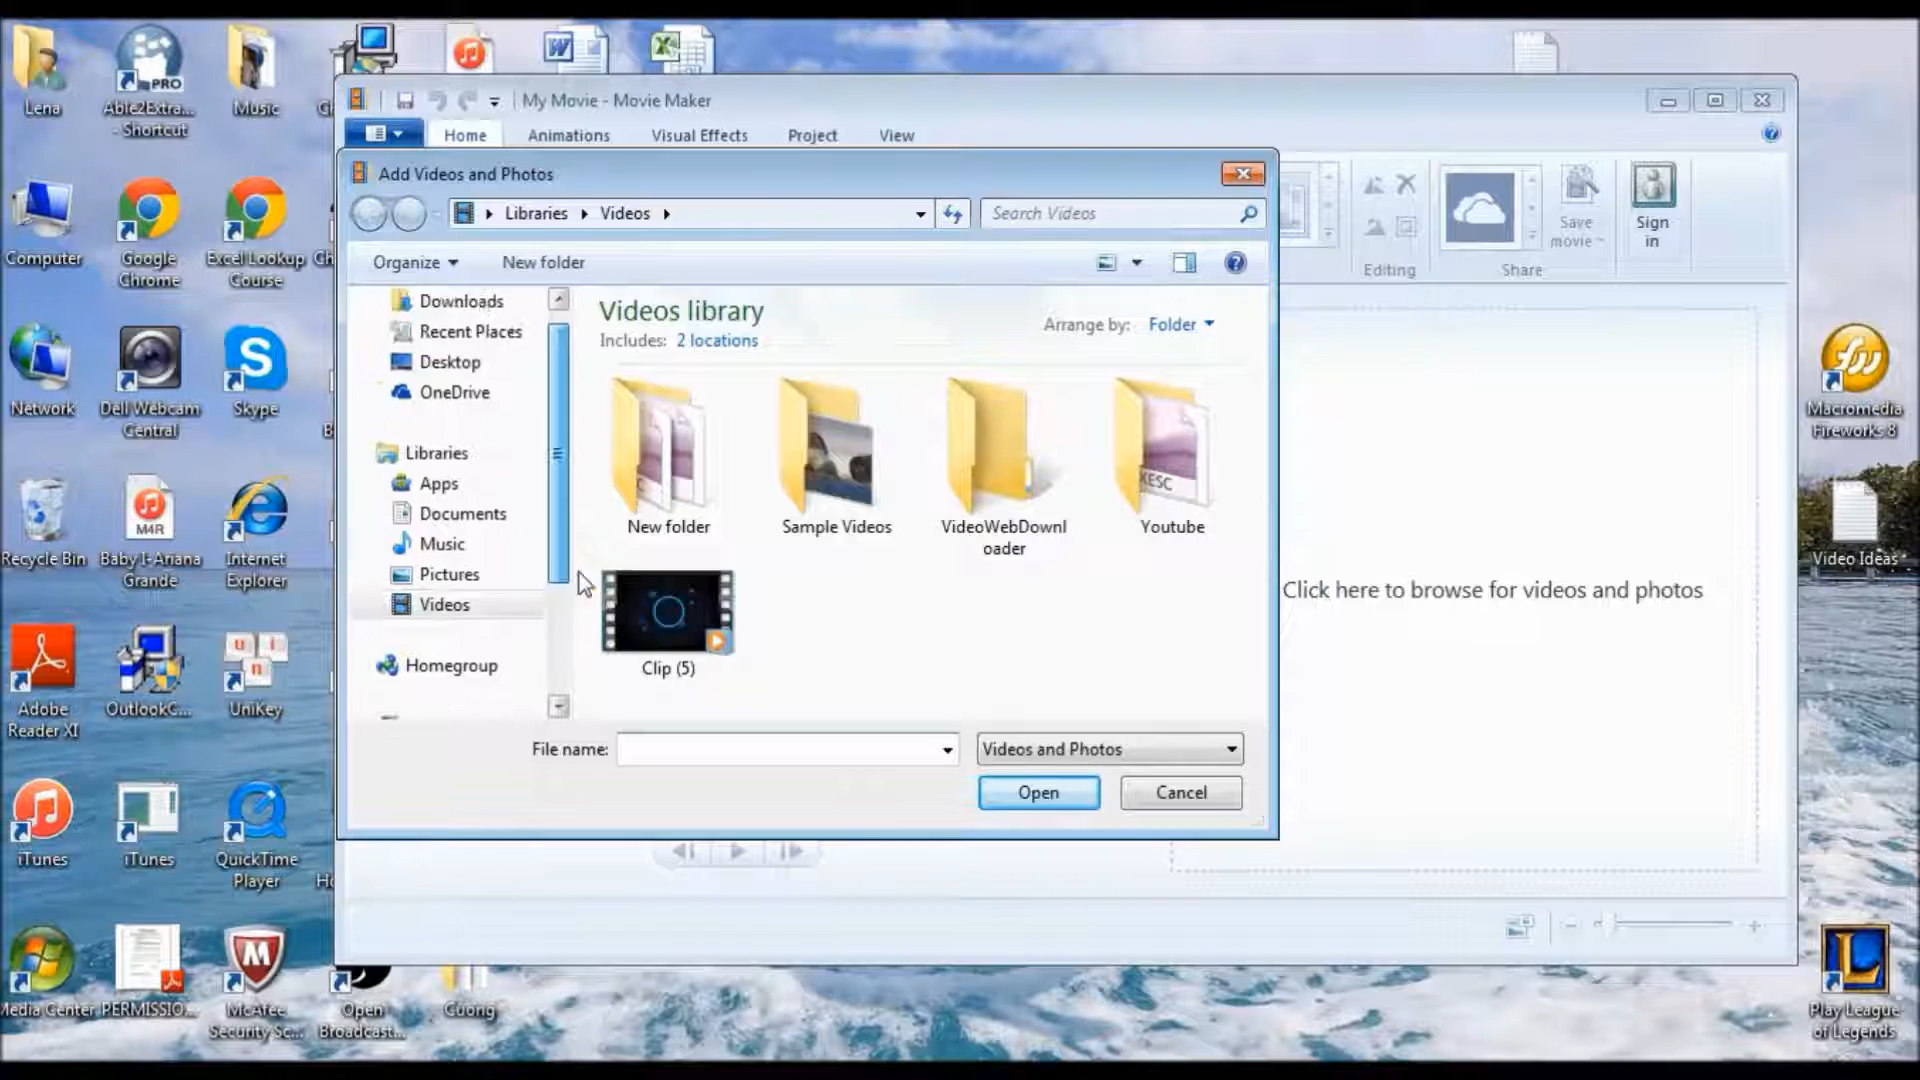 Lena
Able2Extra...
- Shortcut
PRO
Music
My Movie - Movie Maker
Home
Animations
Visual Effects
Project
View
Add Videos and Photos
Libraries
Videos
Search Videos
Organize
New folder
Save
movie
Sign
in
Editing
Share
Computer
Google
Chrome
Excel Lookup
Course
Downloads
Recent Places
Desktop
OneDrive
Libraries
Apps
Documents
Music
Pictures
Videos
Homegroup
Videos library
Includes: 2 locations
Arrange by: Folder
New folder
Sample Videos
VideoWebDownl
oader
XESC
Youtube
Clip (5)
Click here to browse for videos and photos
File name:
Videos and Photos
Open
Cancel
Network
Dell Webcam
Central
Skype
Macromedia
Fireworks 8
Recycle Bin
M4R
Baby I- Ariana
Grande
Internet
Explorer
Video Ideas
Adobe
Reader XI
OutlookC...
u i
n
UniKey
iTunes
iTunes
QuickTime
Player
Media Center
PERMISSIO...
McAfee
Security Sc...
Open
Broadcast...
Cuong
Play League
of Legends